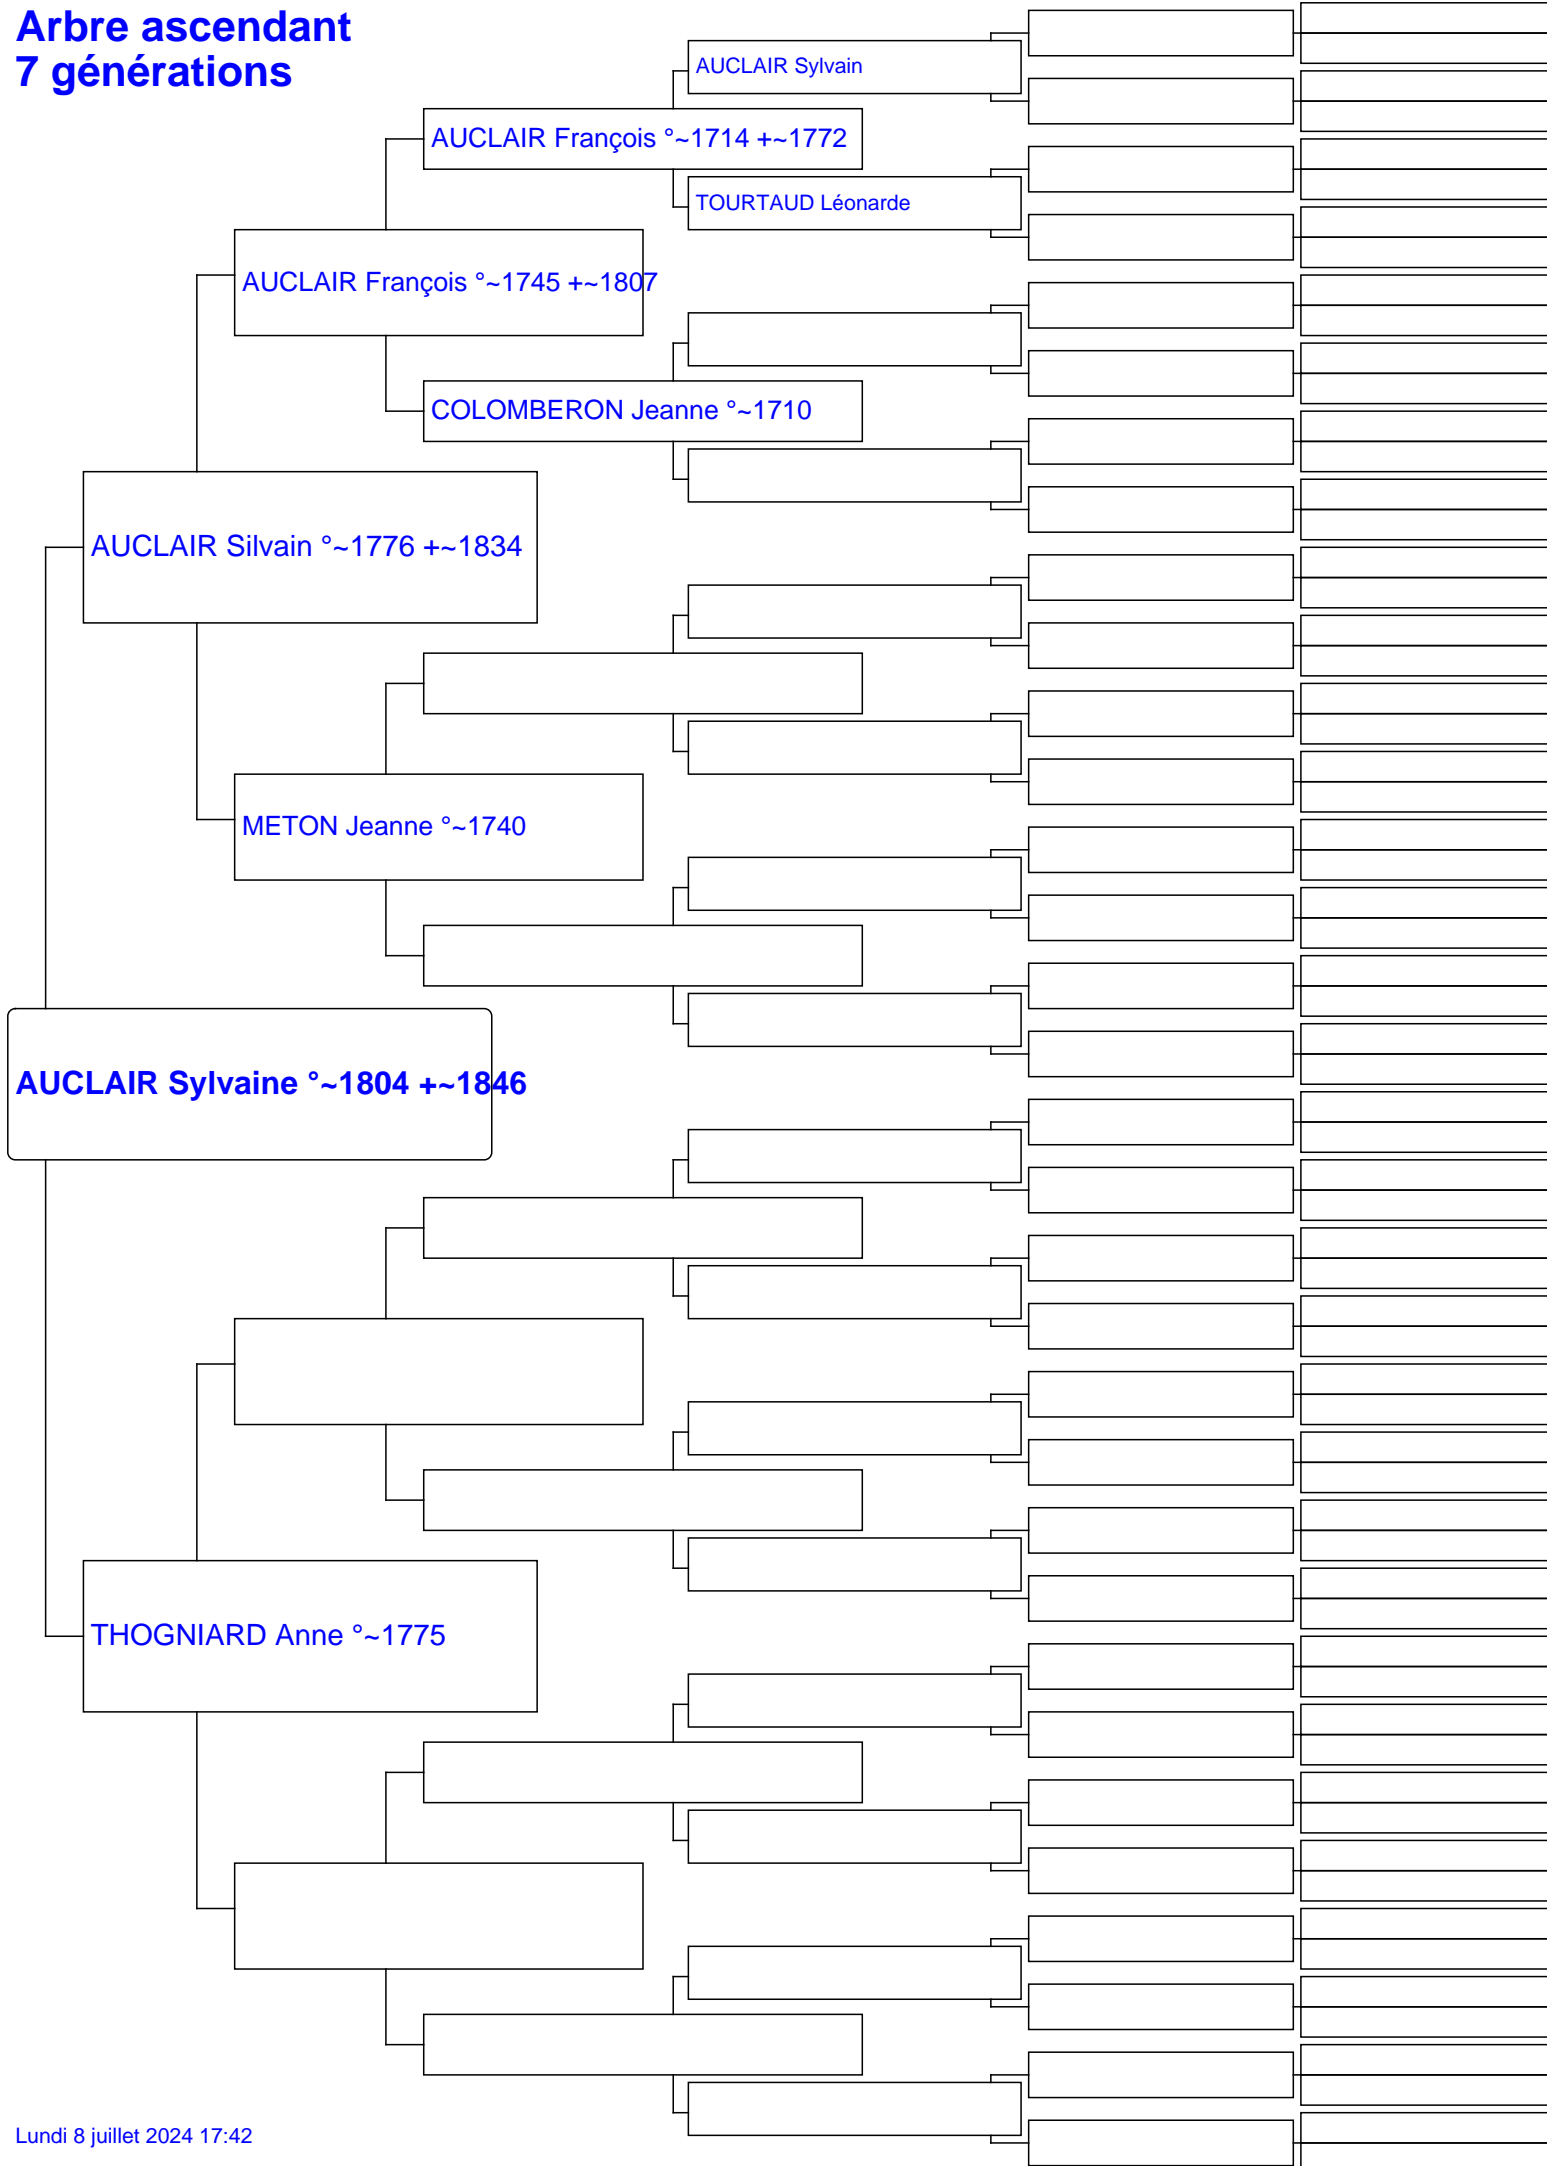 Arbre ascendant
7 générations
AUCLAIR Sylvain
AUCLAIR François °~1714 +~1772
TOURTAUD Léonarde
AUCLAIR François °~1745 +~1807
COLOMBERON Jeanne °~1710
AUCLAIR Silvain °~1776 +~1834
METON Jeanne °~1740
AUCLAIR Sylvaine °~1804 +~1846
THOGNIARD Anne °~1775
Lundi 8 juillet 2024 17:42